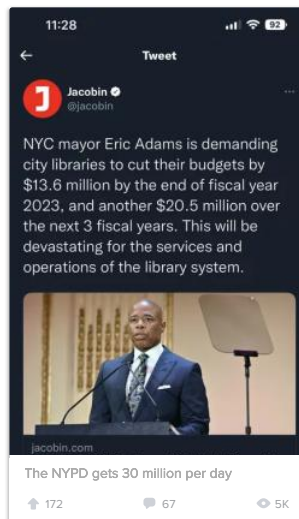 11:28
92
Tweet
Jacobin
@jacobin
NYC mayor Eric Adams is demanding
city libraries to cut their budgets by
$13.6 million by the end of fiscal year
2023, and another $20.5 million over
the next 3 fiscal years. This will be
devastating for the services and
operations of the library system.
jacobin.com
The NYPD gets 30 million per day
172
67
5K